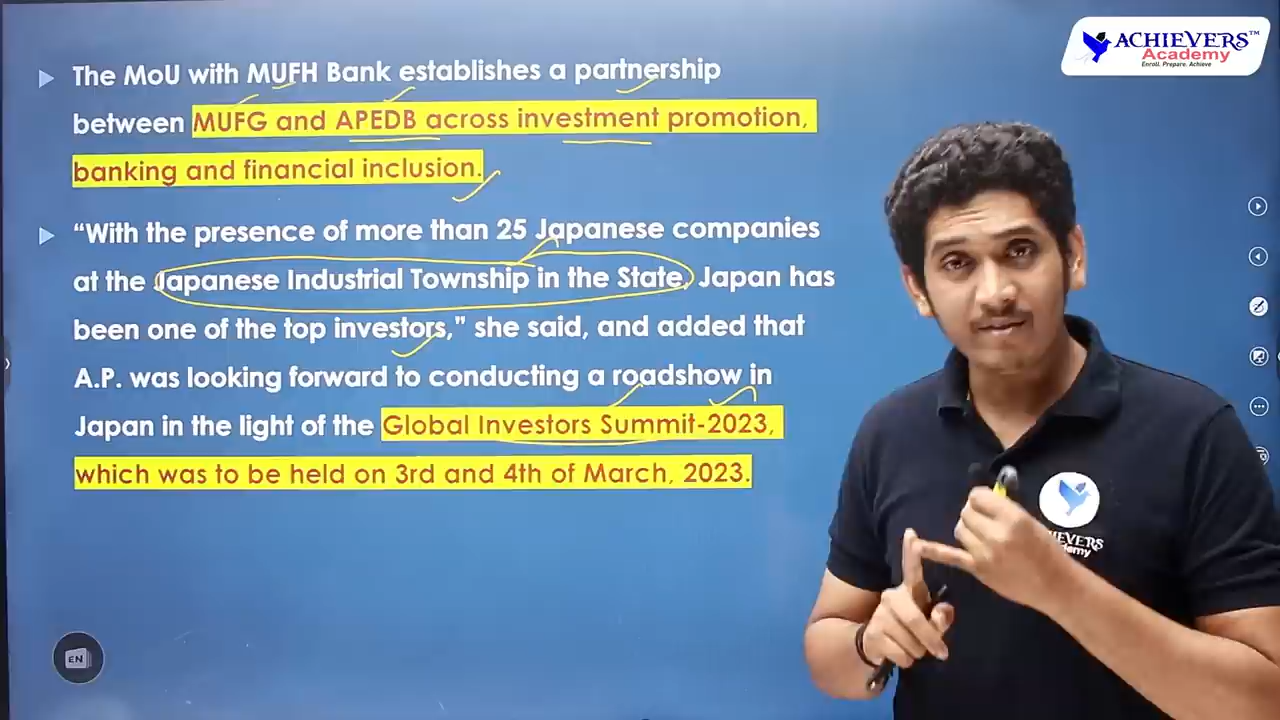 The MoU with MUFH Bank establishes a partnership
between MUFG and APEDB across investment promotion,
banking and financial inclusion.
“With the presence of more than 25 Japanese companies
at the Japanese Industrial Township in the State, Japan has
been one of the top investors,” she said, and added that
A.P. was looking forward to conducting a roadshow in
Japan in the light of the Global Investors Summit-2023,
which was to be held on 3rd and 4th of March, 2023.
ACHIEVERS™
Academy
Enroll. Prepare. Achieve
EN